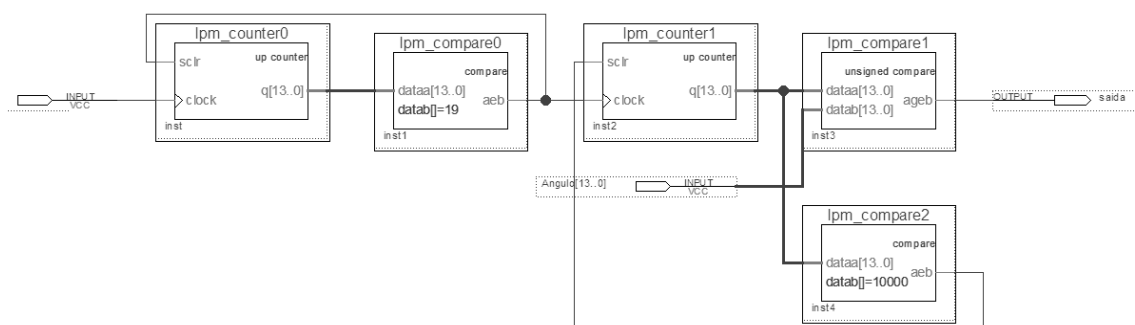 lpm_counter0
up counter
sclr
q[13..0]
clock
inst
INPUT
VCC
lpm_compare0
compare
dataa[13..0]
datab[]=19
aeb
inst1
lpm_counter1
up counter
sclr
q[13..0]
clock
inst2
lpm_compare1
unsigned compare
dataa[13..0]
datab[13..0]
ageb
inst3
OUTPUT
saida
Angulo[13..0]
INPUT
VCC
lpm_compare2
compare
dataa[13..0]
datab[]=10000
aeb
inst4